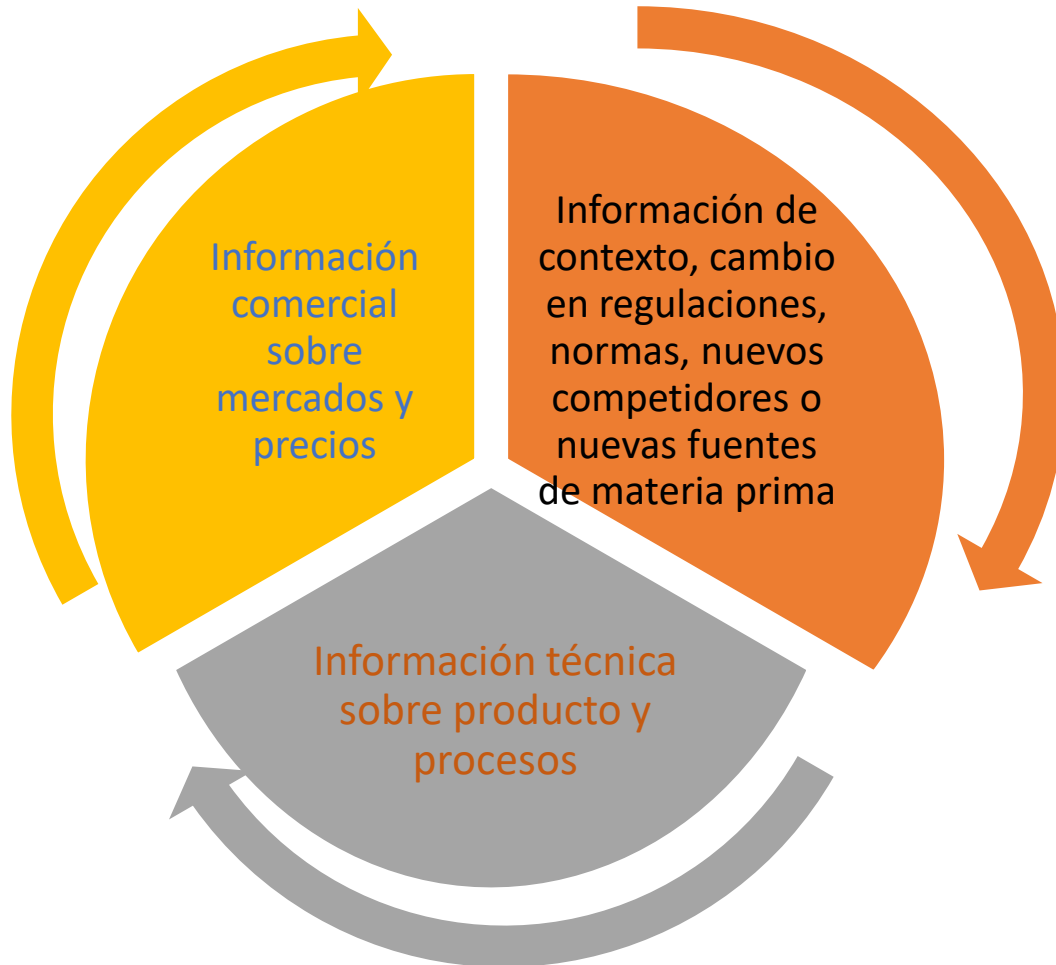 Información
comercial
sobre
mercados y
precios
Información de
contexto, cambio
en regulaciones,
normas, nuevos
competidores o
nuevas fuentes
de materia prima
Información técnica
sobre producto y
procesos